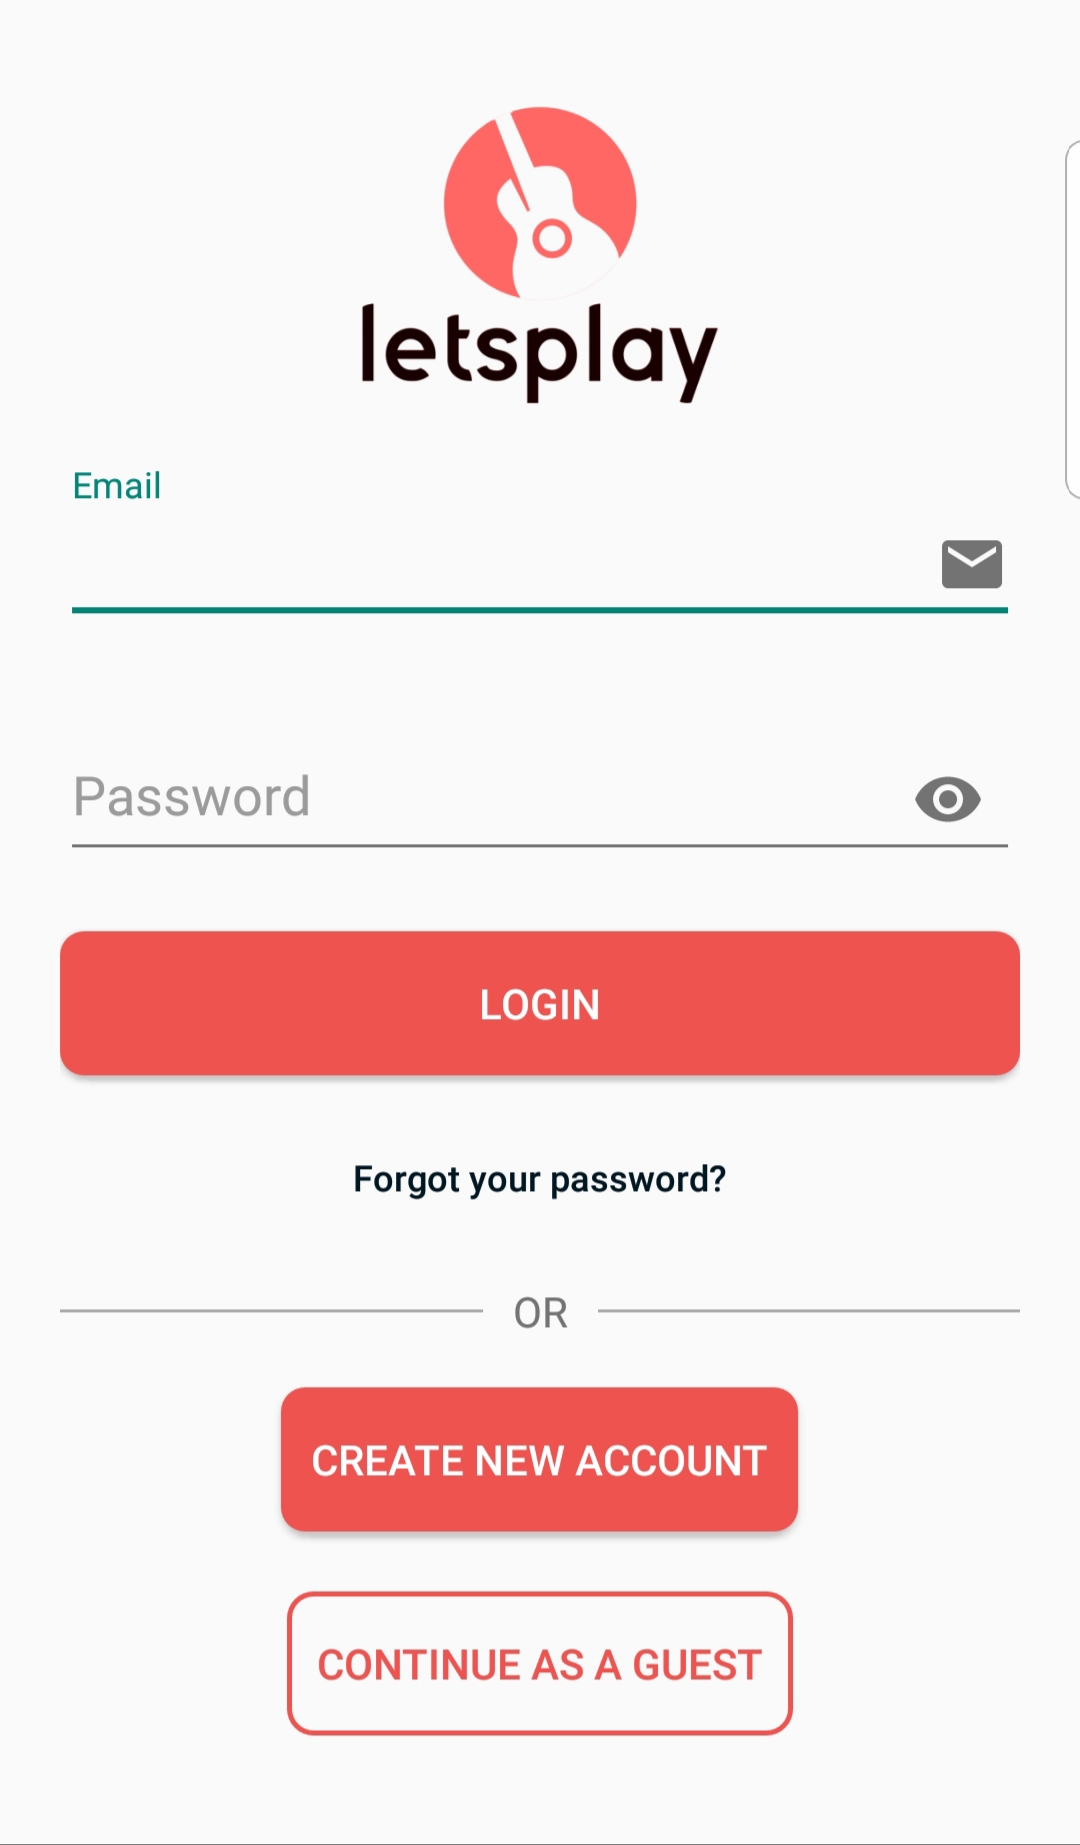 letsplay
Email
Password
LOGIN
Forgot your password?
OR
CREATE NEW ACCOUNT
CONTINUE AS A GUEST